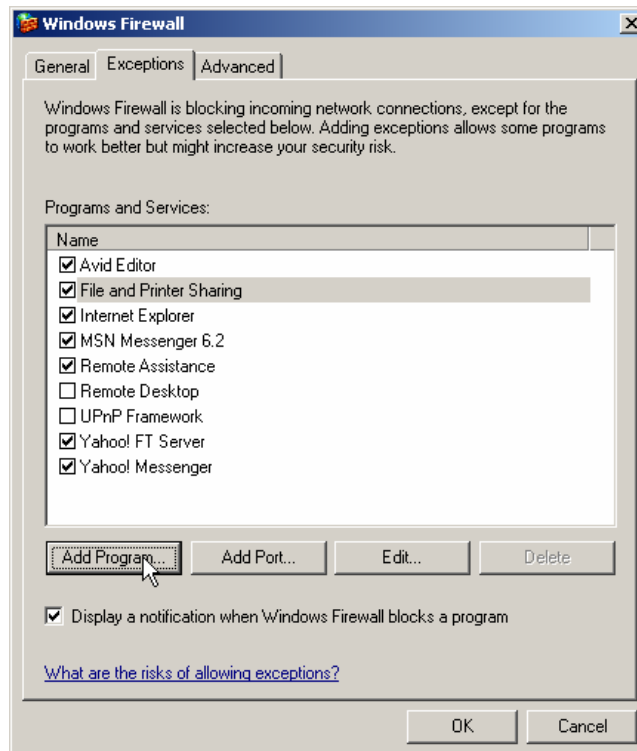 Windows Firewall
General Exceptions Advanced
Windows Firewall is blocking incoming network connections, except for the
programs and services selected below. Adding exceptions allows some programs
to work better but might increase your security risk.
Programs and Services:
Name
Avid Editor
File and Printer Sharing
Internet Explorer
MSN Messenger 6.2
Remote Assistance
Remote Desktop
UPnP Framework
Yahoo! FT Server
Yahoo! Messenger
Add Program... Add Port... Edit... Delete
Display a notification when Windows Firewall blocks a program
What are the risks of allowing exceptions?
OK Cancel